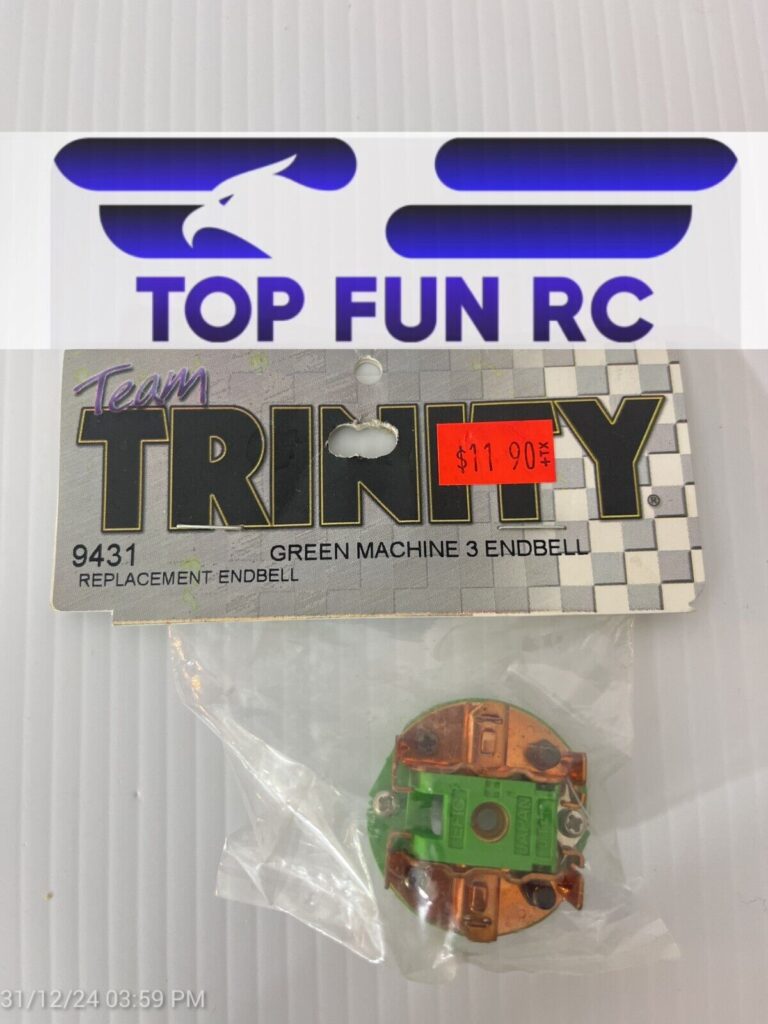 TOP FUN RC
Team
TRINITY®
$11 90 +TX
9431
GREEN MACHINE 3 ENDBELL
REPLACEMENT ENDBELL
JAPAN
31/12/24 03:59 PM